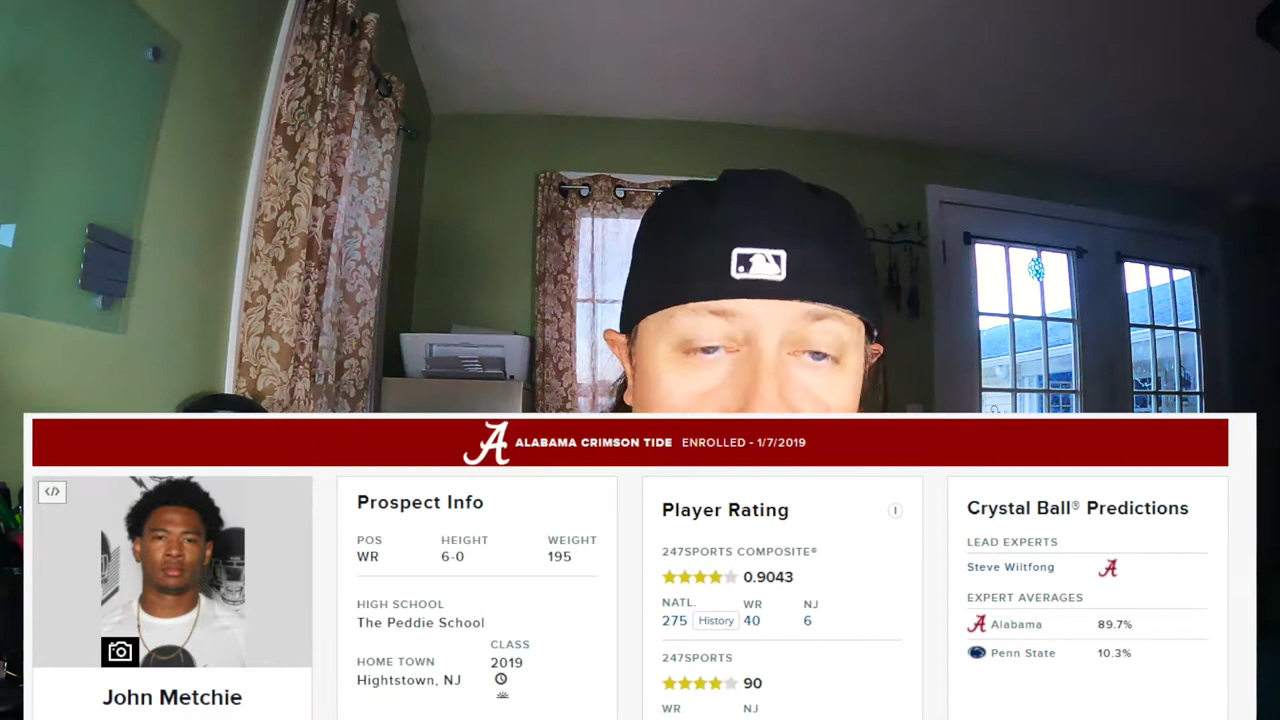 ALABAMA CRIMSON TIDE ENROLLED - 1/7/2019
</>
John Metchie
Prospect Info
POS HEIGHT WEIGHT
WR 6-0 195
HIGH SCHOOL
The Peddie School
HOME TOWN
Hightstown, NJ
CLASS
2019
Player Rating
247SPORTS COMPOSITE®
0.9043
NATL. WR NJ
275 History 40 6
247SPORTS
90
WR NJ
Crystal Ball® Predictions
LEAD EXPERTS
Steve Wiltfong
EXPERT AVERAGES
Alabama 89.7%
Penn State 10.3%